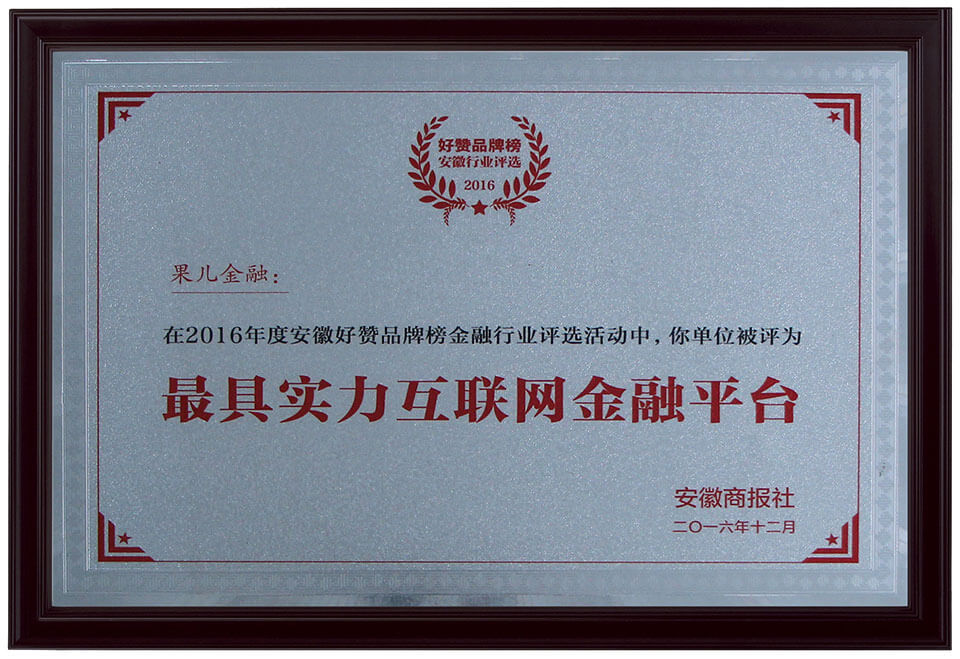 好赞品牌榜
安徽行业评选
2016
果儿金融：
在2016年度安徽好赞品牌榜金融行业评选活动中，你单位被评为
最具实力互联网金融平台
安徽商报社
二〇一六年十二月